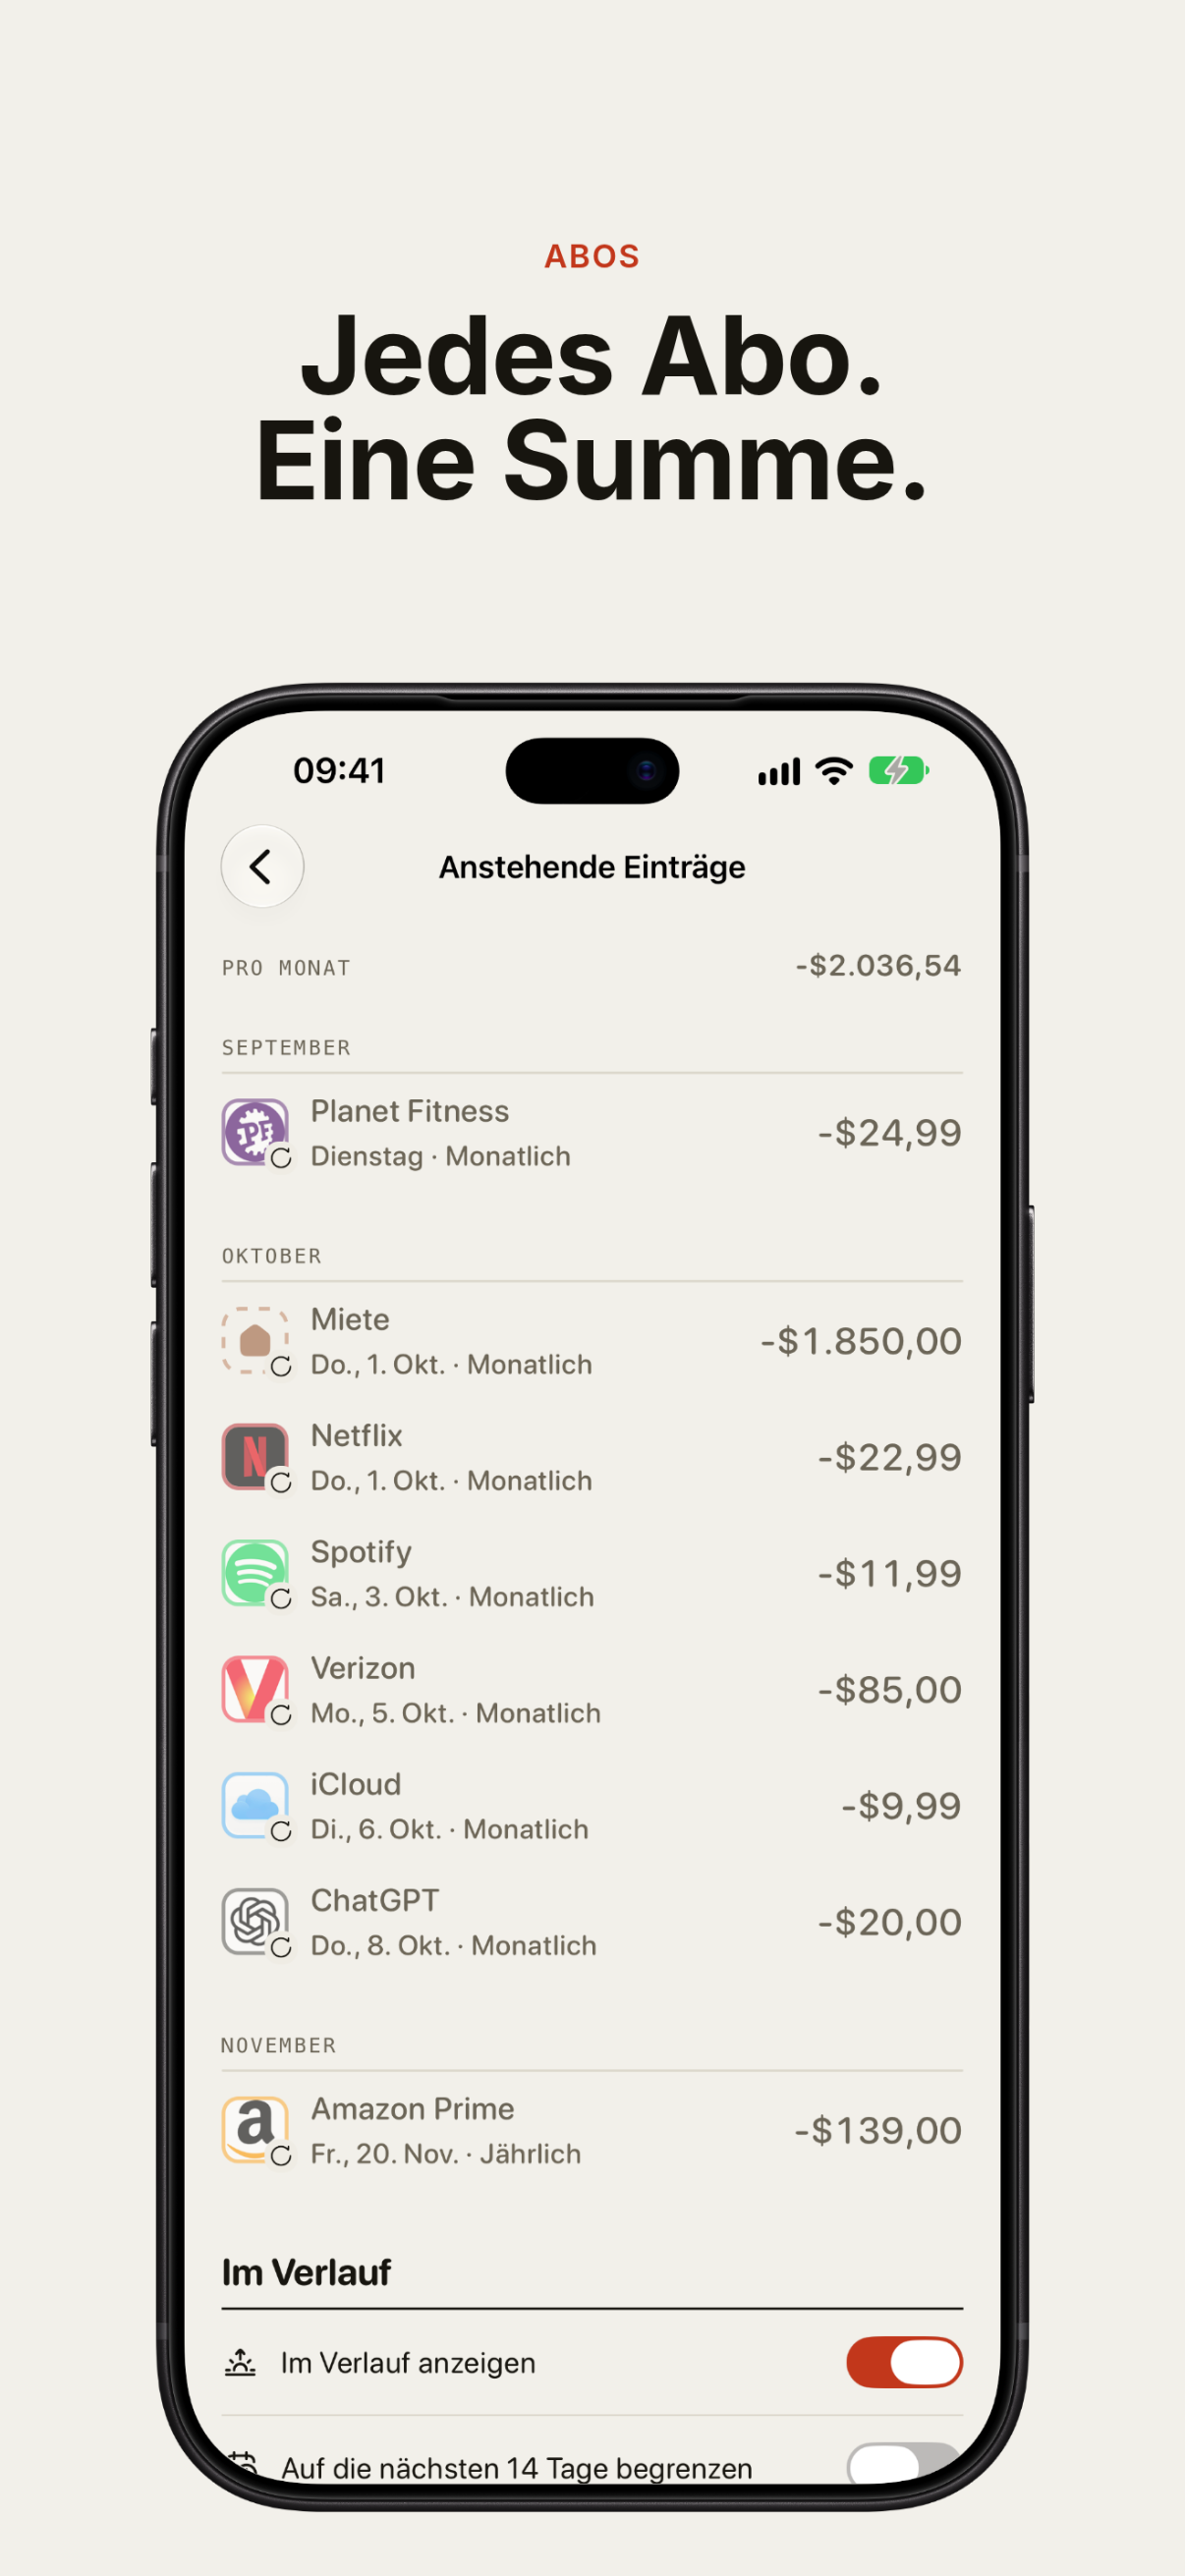 ABOS
Jedes Abo.
Eine Summe.
09:41
Anstehende Einträge
PRO MONAT -$2.036,54
SEPTEMBER
Planet Fitness
Dienstag · Monatlich
-$24,99
OKTOBER
Miete
Do., 1. Okt. · Monatlich
-$1.850,00
Netflix
Do., 1. Okt. · Monatlich
-$22,99
Spotify
Sa., 3. Okt. · Monatlich
-$11,99
Verizon
Mo., 5. Okt. · Monatlich
-$85,00
iCloud
Di., 6. Okt. · Monatlich
-$9,99
ChatGPT
Do., 8. Okt. · Monatlich
-$20,00
NOVEMBER
Amazon Prime
Fr., 20. Nov. · Jährlich
-$139,00
Im Verlauf
Im Verlauf anzeigen
Auf die nächsten 14 Tage begrenzen